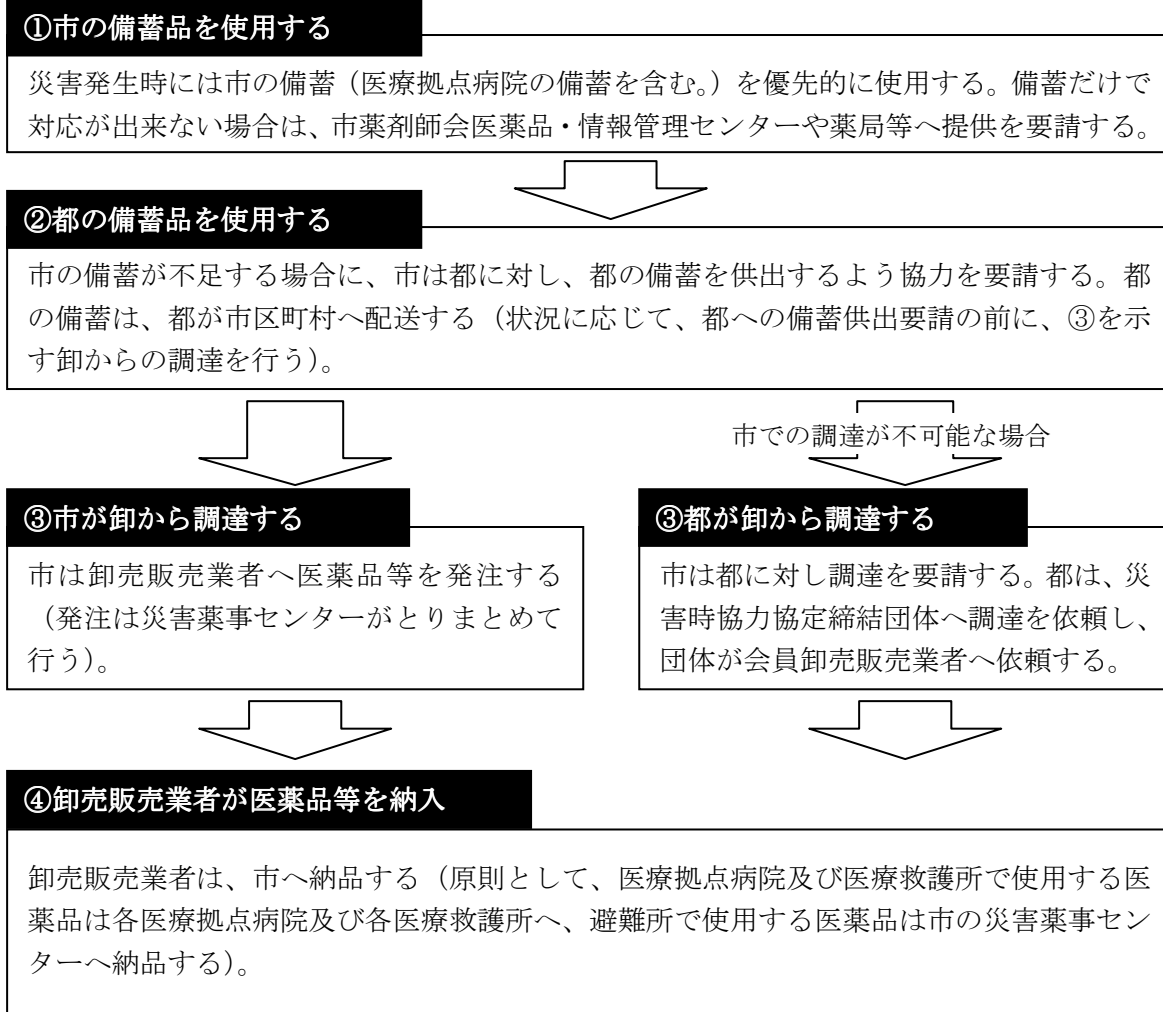 ①市の備蓄品を使用する
災害発生時には市の備蓄（医療拠点病院の備蓄を含む。）を優先的に使用する。備蓄だけで
対応が出来ない場合は、市薬剤師会医薬品・情報管理センターや薬局等へ提供を要請する。
②都の備蓄品を使用する
市の備蓄が不足する場合に、市は都に対し、都の備蓄を供出するよう協力を要請する。都
の備蓄は、都が市区町村へ配送する（状況に応じて、都への備蓄供出要請の前に、③を示
す卸からの調達を行う）。
市での調達が不可能な場合
③市が卸から調達する
市は卸売販売業者へ医薬品等を発注する
（発注は災害薬事センターがとりまとめて
行う）。
③都が卸から調達する
市は都に対し調達を要請する。都は、災
害時協力協定締結団体へ調達を依頼し、
団体が会員卸売販売業者へ依頼する。
④卸売販売業者が医薬品等を納入
卸売販売業者は、市へ納品する（原則として、医療拠点病院及び医療救護所で使用する医
薬品は各医療拠点病院及び各医療救護所へ、避難所で使用する医薬品は市の災害薬事セン
ターへ納品する）。